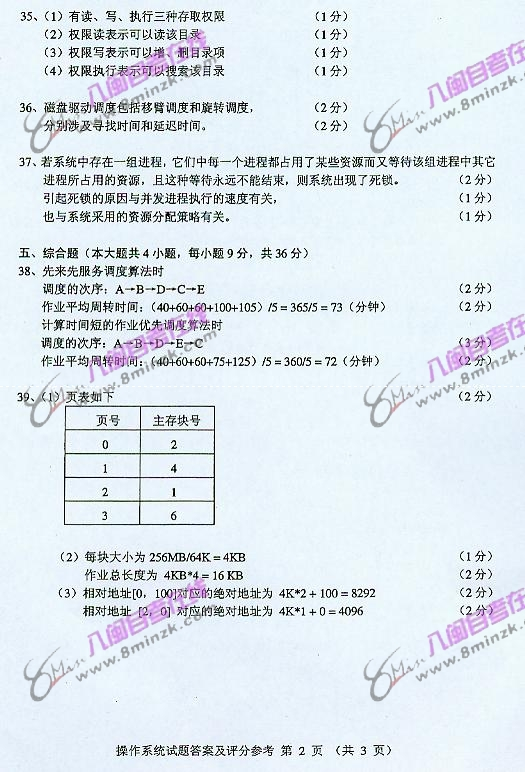 35、(1) 有读、写、执行三种存取权限 (1 分)
(2) 权限读表示可以读该目录 (1 分)
(3) 权限写表示可以增、删目录项 (1 分)
(4) 权限执行表示可以搜索该目录 (1 分)
36、磁盘驱动调度包括移臂调度和旋转调度, (2 分)
分别涉及寻找时间和延迟时间。 (2 分)
37、若系统中存在一组进程,它们中每一个进程都占用了某些资源而又等待该组进程中其它
进程所占用的资源,且这种等待永远不能结束,则系统出现了死锁。 (2 分)
引起死锁的原因与并发进程执行的速度有关, (1 分)
也与系统采用的资源分配策略有关。 (1 分)
五、综合题(本大题共 4 小题,每小题 9 分,共 36 分)
38、先来先服务调度算法时
调度的次序:A→B→D→C→E (2 分)
作业平均周转时间:(40+60+60+100+105)/5 = 365/5 = 73(分钟) (2 分)
计算时间短的作业优先调度算法时
调度的次序:A→B→D→E→C (3 分)
作业平均周转时间:(40+60+60+75+125)/5 = 360/5 = 72(分钟) (2 分)
39、(1) 页表如下 (2 分)
页号 主存块号
0 2
1 4
2 1
3 6
(2) 每块大小为 256MB/64K = 4KB (1 分)
作业总长度为 4KB*4 = 16 KB (2 分)
(3) 相对地址[0,100]对应的绝对地址为 4K*2 + 100 = 8292 (2 分)
相对地址 [2,0] 对应的绝对地址为 4K*1 + 0 = 4096 (2 分)
操作系统试题答案及评分参考 第 2 页 (共 3 页)
八闽自考在线
www.8minzk.com
8Min